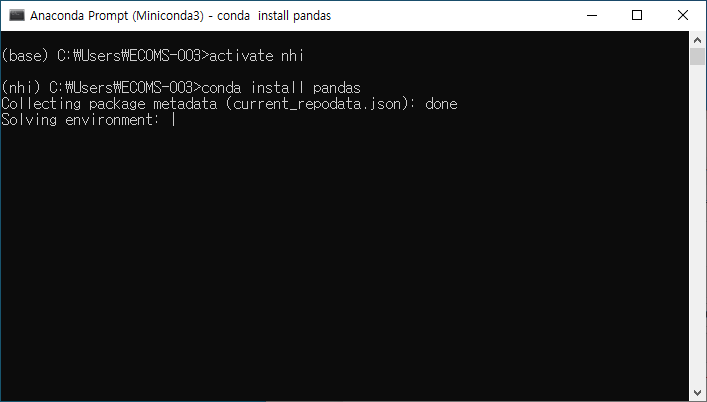 Anaconda Prompt (Miniconda3) - conda  install pandas
(base) C:₩Users₩ECOMS-003>activate nhi
(nhi) C:₩Users₩ECOMS-003>conda install pandas
Collecting package metadata (current_repodata.json): done
Solving environment: |